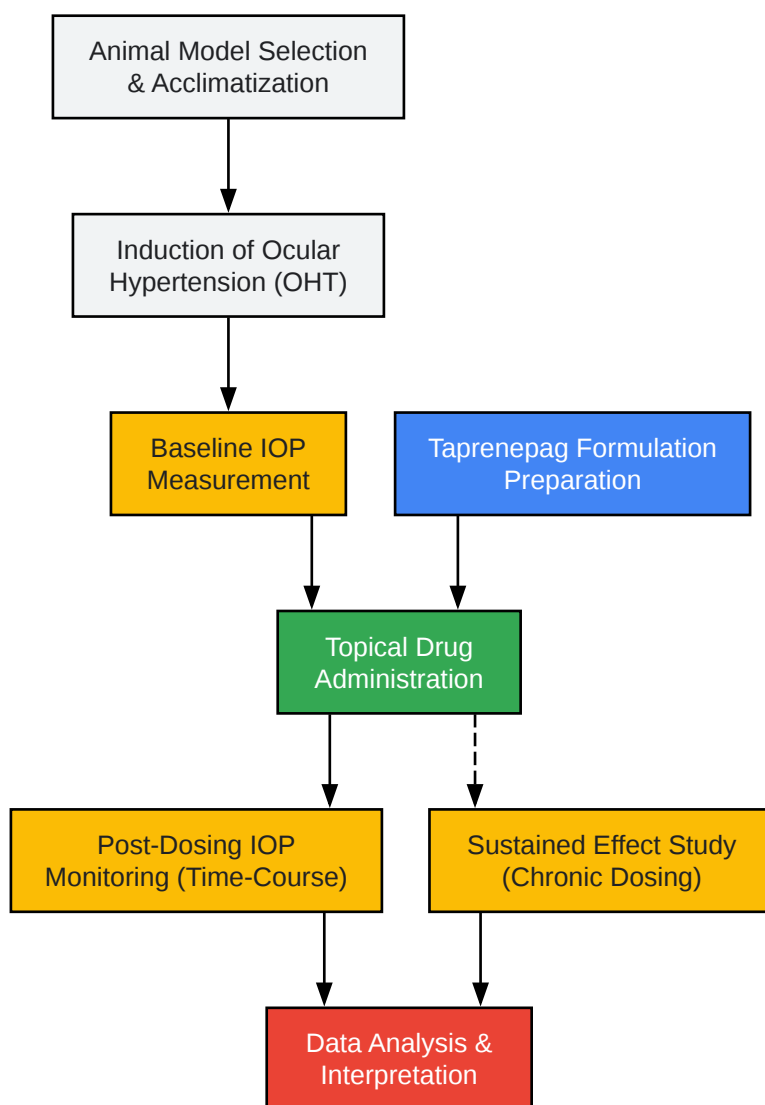 Animal Model Selection
& Acclimatization
Induction of Ocular
Hypertension (OHT)
Baseline IOP
Measurement
Taprenepag Formulation
Preparation
Topical Drug
Administration
Post-Dosing IOP
Monitoring (Time-Course)
Sustained Effect Study
(Chronic Dosing)
Data Analysis &
Interpretation